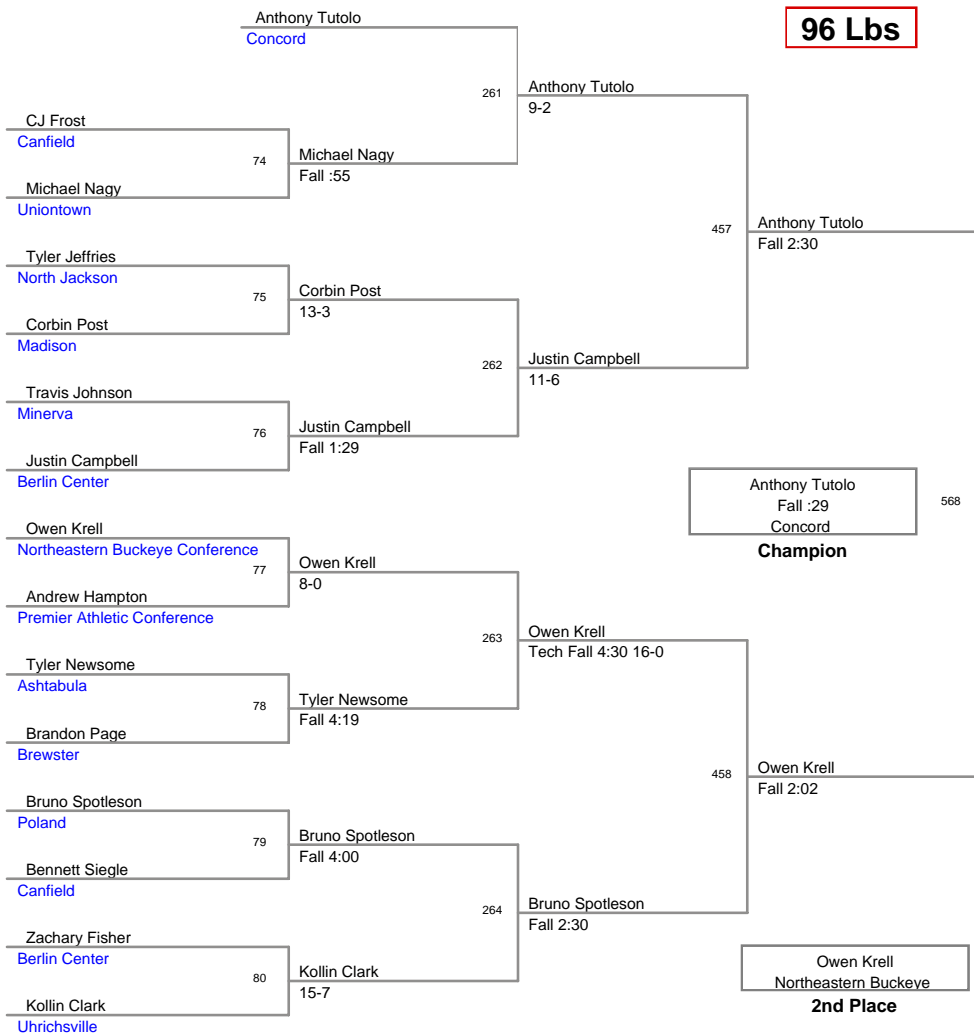 Anthony Tutolo
Concord
96 Lbs
261
Anthony Tutolo
9-2
CJ Frost
Canfield
74
Michael Nagy
Fall :55
Michael Nagy
Uniontown
457
Anthony Tutolo
Fall 2:30
Tyler Jeffries
North Jackson
75
Corbin Post
13-3
Corbin Post
Madison
262
Justin Campbell
11-6
Travis Johnson
Minerva
76
Justin Campbell
Fall 1:29
Justin Campbell
Berlin Center
Anthony Tutolo
Fall :29
Concord
568
Champion
Owen Krell
Northeastern Buckeye Conference
77
Owen Krell
8-0
Andrew Hampton
Premier Athletic Conference
263
Owen Krell
Tech Fall 4:30 16-0
Tyler Newsome
Ashtabula
78
Tyler Newsome
Fall 4:19
Brandon Page
Brewster
458
Owen Krell
Fall 2:02
Bruno Spotleson
Poland
79
Bruno Spotleson
Fall 4:00
Bennett Siegle
Canfield
264
Bruno Spotleson
Fall 2:30
Zachary Fisher
Berlin Center
80
Kollin Clark
15-7
Kollin Clark
Uhrichsville
Owen Krell
Northeastern Buckeye
2nd Place